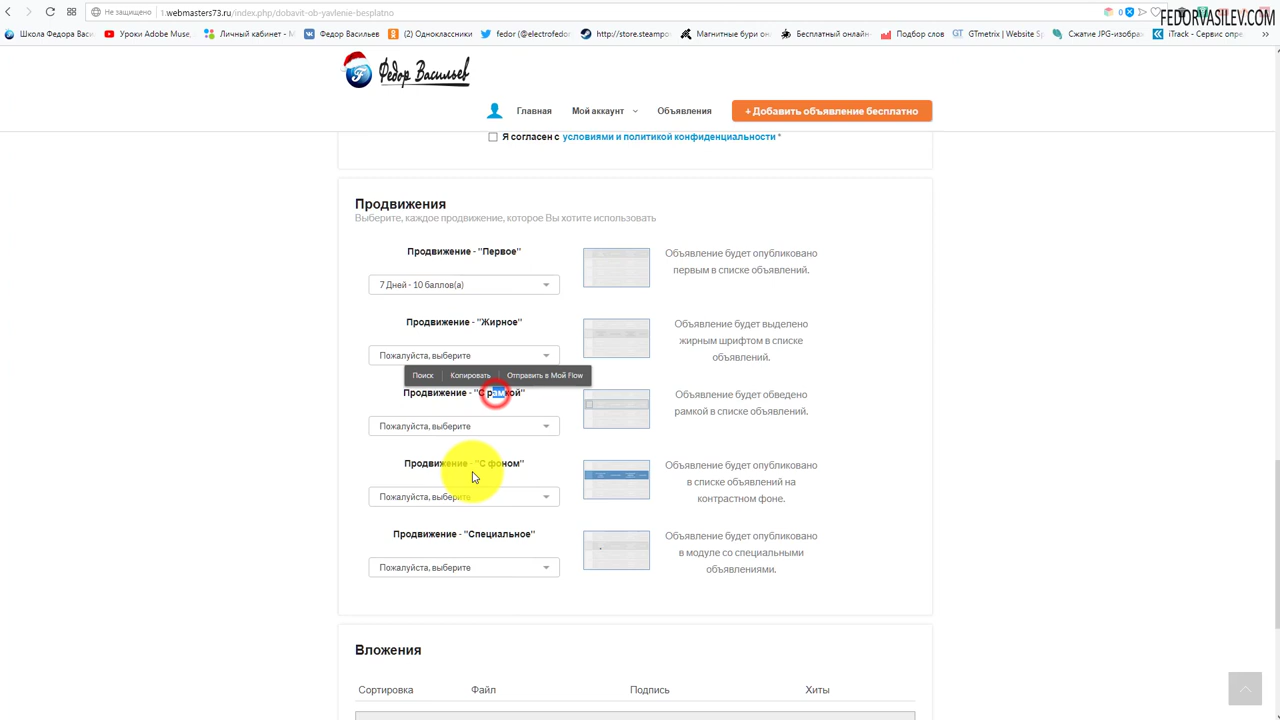 Не защищено
1.webmasters73.ru/index.php/dobavit-ob-yavlenie-besplatno
0
FEDORVASILEV.COM
Школа Федора Васи
Уроки Adobe Muse,
Личный кабинет - М
Федор Васильев
(2) Одноклассники
fedor (@electrofedor)
http://store.steampo
Магнитные бури он
Бесплатный онлайн
Подбор слов
GTmetrix | Website Sp
Сжатие JPG-изобра
iTrack - Сервис опре
Федор Васильев
Главная
Мой аккаунт
Объявления
+ Добавить объявление бесплатно
Я согласен с условиями и политикой конфиденциальности *
Продвижения
Выберите, каждое продвижение, которое Вы хотите использовать
Продвижение - "Первое"
7 Дней - 10 баллов(а)
Объявление будет опубликовано
первым в списке объявлений.
Продвижение - "Жирное"
Пожалуйста, выберите
Объявление будет выделено
жирным шрифтом в списке
объявлений.
Поиск
Копировать
Отправить в Мой Flow
Продвижение - "С рамкой"
Пожалуйста, выберите
Объявление будет обведено
рамкой в списке объявлений.
Продвижение - "С фоном"
Пожалуйста, выберите
Объявление будет опубликовано
в списке объявлений на
контрастном фоне.
Продвижение - "Специальное"
Пожалуйста, выберите
Объявление будет опубликовано
в модуле со специальными
объявлениями.
Вложения
Сортировка
Файл
Подпись
Хиты